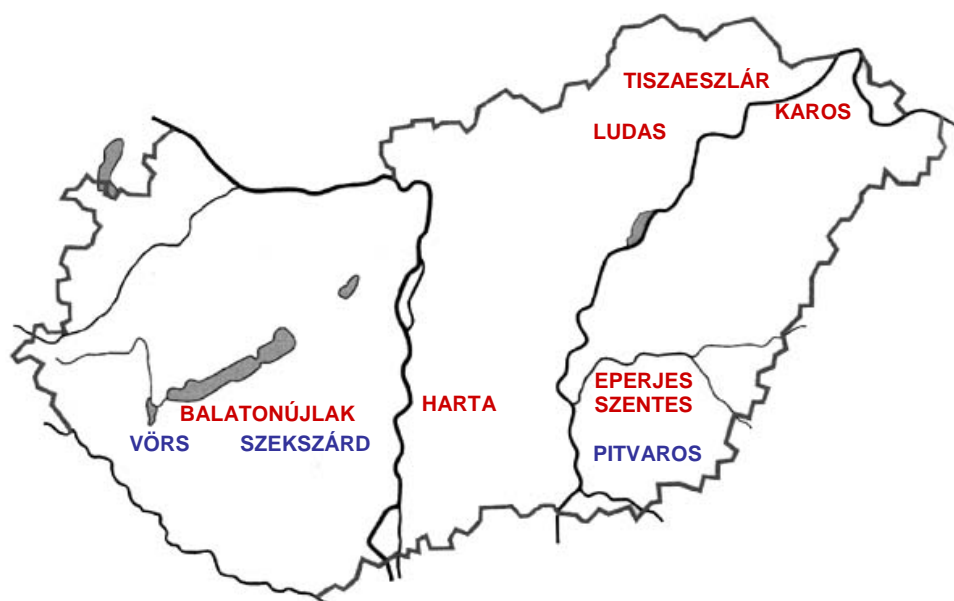 TISZAESZLÁR
KAROS
LUDAS
EPERJES
SZENTES
HARTA
BALATONÚJLAK
VÖRS
SZEKSZÁRD
PITVAROS